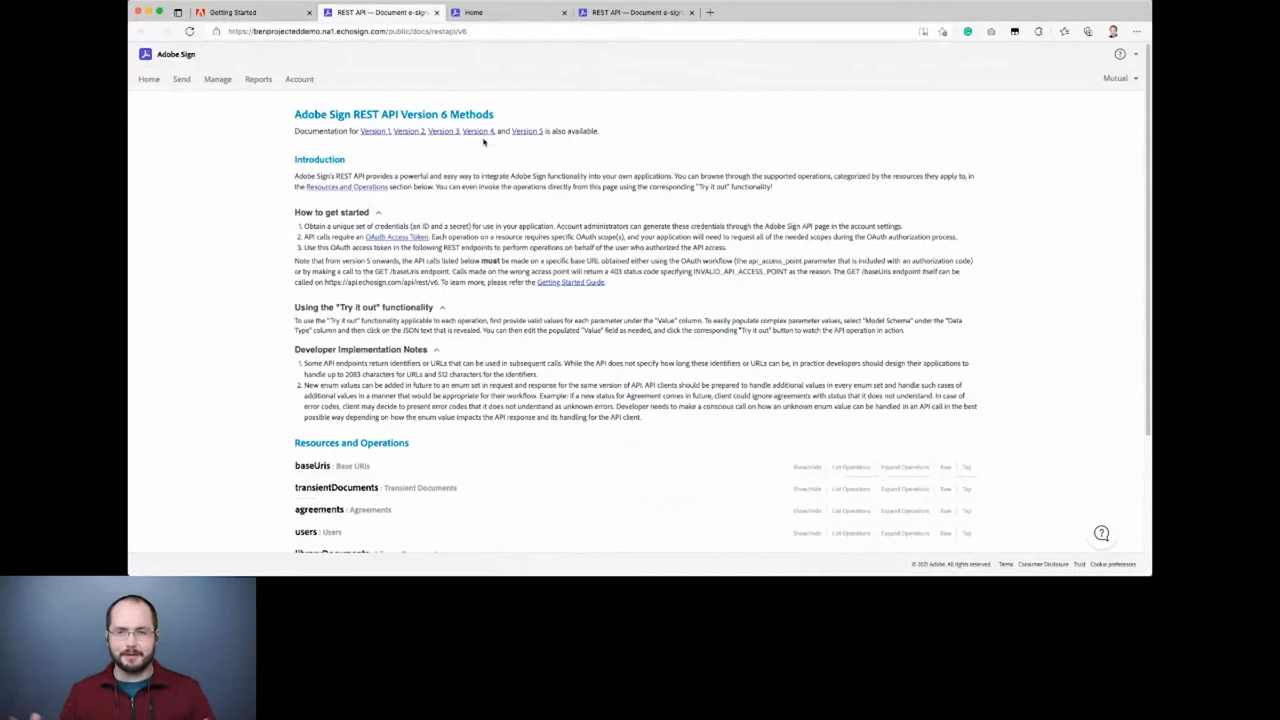 Getting Started
REST API — Document e-sign
Home
REST API — Document e-sign
https://benprojecteddemo.na1.echosign.com/public/docs/restapi/v6
Adobe Sign
Home Send Manage Reports Account
Mutual
Adobe Sign REST API Version 6 Methods
Documentation for Version 1, Version 2, Version 3, Version 4, and Version 5 is also available.
Introduction
Adobe Sign's REST API provides a powerful and easy way to integrate Adobe Sign functionality into your own applications. You can browse through the supported operations, categorized by the resources they apply to, in
the Resources and Operations section below. You can even invoke the operations directly from this page using the corresponding "Try it out" functionality!
How to get started
1. Obtain a unique set of credentials (an ID and a secret) for use in your application. Account administrators can generate these credentials through the Adobe Sign API page in the account settings.
2. API calls require an OAuth Access Token. Each operation on a resource requires specific OAuth scope(s), and your application will need to request all of the needed scopes during the OAuth authorization process.
3. Use this OAuth access token in the following REST endpoints to perform operations on behalf of the user who authorized the API access.
Note that from version 5 onwards, the API calls listed below must be made on a specific base URL obtained either using the OAuth workflow (the api_access_point parameter that is included with an authorization code)
or by making a call to the GET /baseUris endpoint. Calls made on the wrong access point will return a 403 status code specifying INVALID_API_ACCESS_POINT as the reason. The GET /baseUris endpoint itself can be
called on https://api.echosign.com/api/rest/v6. To learn more, please refer the Getting Started Guide.
Using the "Try it out" functionality
To use the "Try it out" functionality applicable to each operation, first provide valid values for each parameter under the "Value" column. To easily populate complex parameter values, select "Model Schema" under the "Data
Type" column and then click on the JSON text that is revealed. You can then edit the populated "Value" field as needed, and click the corresponding "Try it out" button to watch the API operation in action.
Developer Implementation Notes
1. Some API endpoints return identifiers or URLs that can be used in subsequent calls. While the API does not specify how long these identifiers or URLs can be, in practice developers should design their applications to
handle up to 2083 characters for URLs and 512 characters for the identifiers.
2. New enum values can be added in future to an enum set in request and response for the same version of API. API clients should be prepared to handle additional values in every enum set and handle such cases of
additional values in a manner that would be appropriate for their workflow. Example: if a new status for Agreement comes in future, client could ignore agreements with status that it does not understand. In case of
error codes, client may decide to present error codes that it does not understand as unknown errors. Developer needs to make a conscious call on how an unknown enum value can be handled in an API call in the best
possible way depending on how the enum value impacts the API response and its handling for the API client.
Resources and Operations
baseUris : Base URIs Show/Hide List Operations Expand Operations Raw Top
transientDocuments : Transient Documents Show/Hide List Operations Expand Operations Raw Top
agreements : Agreements Show/Hide List Operations Expand Operations Raw Top
users : Users Show/Hide List Operations Expand Operations Raw Top
© 2021 Adobe. All rights reserved. Terms Consumer Disclosure Trust Cookie preferences